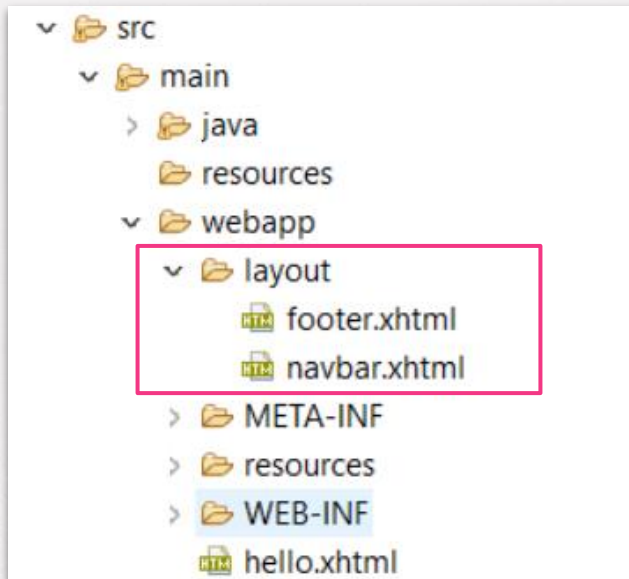 src
main
java
resources
webapp
layout
footer.xhtml
navbar.xhtml
META-INF
resources
WEB-INF
hello.xhtml